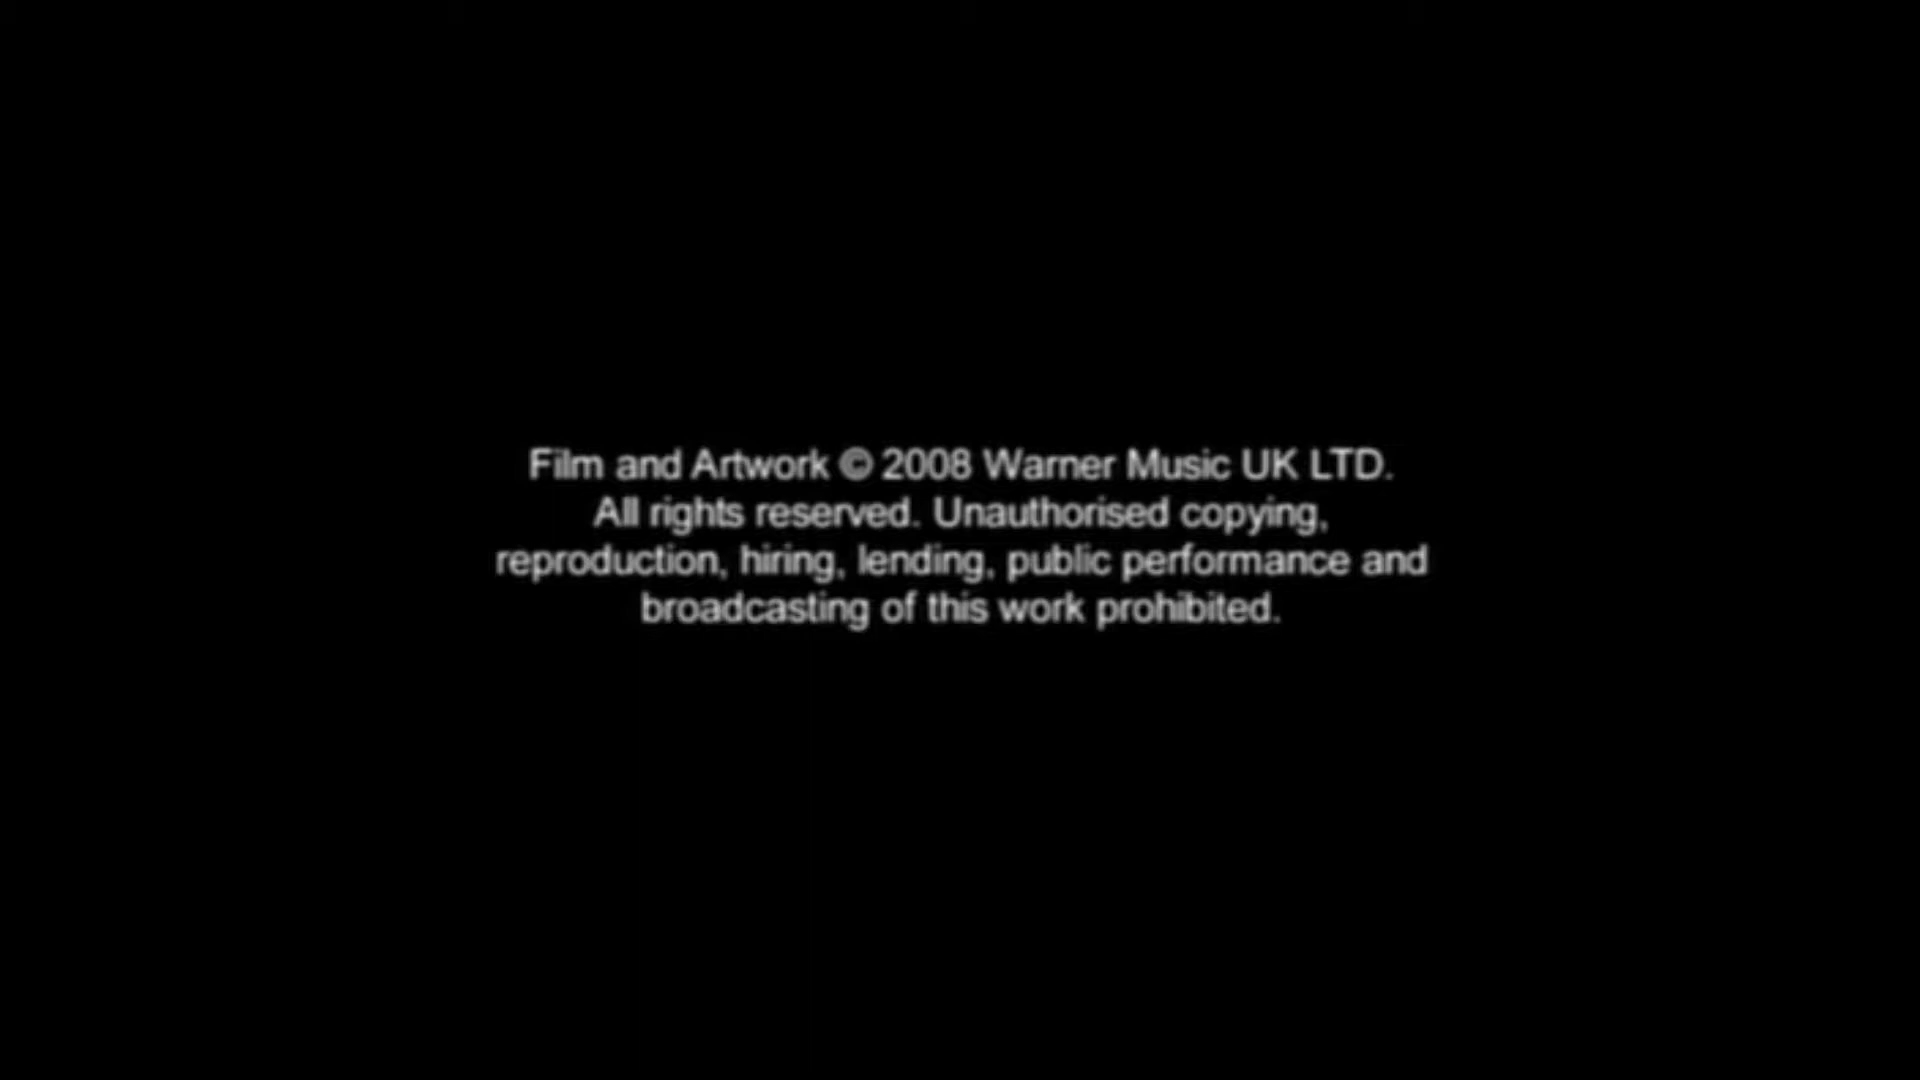 Film and Artwork © 2008 Warner Music UK LTD.
All rights reserved. Unauthorised copying,
reproduction, hiring, lending, public performance and
broadcasting of this work prohibited.